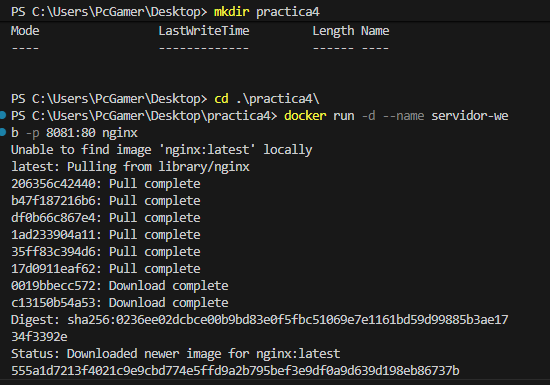 PS C:\Users\PcGamer\Desktop> mkdir practica4
Mode                 LastWriteTime         Length Name
----                 -------------         ------ ----
PS C:\Users\PcGamer\Desktop> cd .\practica4\
PS C:\Users\PcGamer\Desktop\practica4> docker run -d --name servidor-we
b -p 8081:80 nginx
Unable to find image 'nginx:latest' locally
latest: Pulling from library/nginx
206356c42440: Pull complete
b47f187216b6: Pull complete
df0b66c867e4: Pull complete
1ad233904a11: Pull complete
35ff83c394d6: Pull complete
17d0911eaf62: Pull complete
0019bbecc572: Download complete
c13150b54a53: Download complete
Digest: sha256:0236ee02dcbce00b9bd83e0f5fbc51069e7e1161bd59d99885b3ae17
34f3392e
Status: Downloaded newer image for nginx:latest
555a1d7213f4021c9e9cbd774e5ffd9a2b795bef3e9df0a9d639d198eb86737b